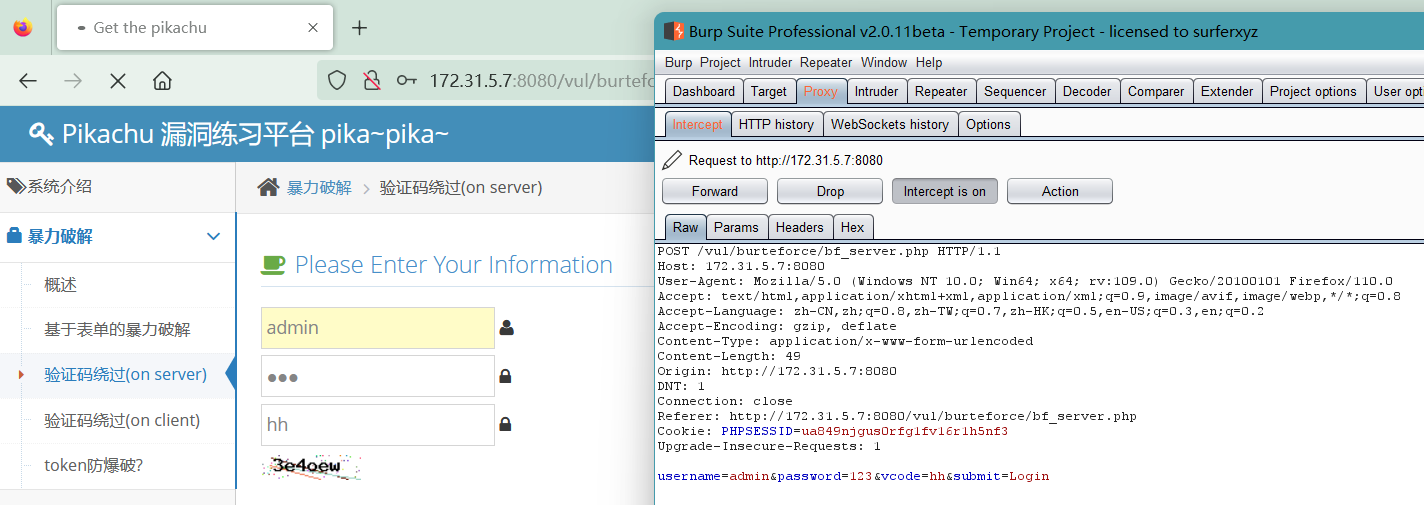 Get the pikachu
172.31.5.7:8080/vul/burtefo
Pikachu 漏洞练习平台 pika~pika~
系统介绍
暴力破解
概述
基于表单的暴力破解
验证码绕过(on server)
验证码绕过(on client)
token防爆破?
暴力破解 验证码绕过(on server)
Please Enter Your Information
admin
hh
3e4oew
Burp Suite Professional v2.0.11beta - Temporary Project - licensed to surferxyz
Burp Project Intruder Repeater Window Help
Dashboard Target Proxy Intruder Repeater Sequencer Decoder Comparer Extender Project options User opti
Intercept HTTP history WebSockets history Options
Request to http://172.31.5.7:8080
Forward Drop Intercept is on Action
Raw Params Headers Hex
POST /vul/burteforce/bf_server.php HTTP/1.1
Host: 172.31.5.7:8080
User-Agent: Mozilla/5.0 (Windows NT 10.0; Win64; x64; rv:109.0) Gecko/20100101 Firefox/110.0
Accept: text/html,application/xhtml+xml,application/xml;q=0.9,image/avif,image/webp,*/*;q=0.8
Accept-Language: zh-CN,zh;q=0.8,zh-TW;q=0.7,zh-HK;q=0.5,en-US;q=0.3,en;q=0.2
Accept-Encoding: gzip, deflate
Content-Type: application/x-www-form-urlencoded
Content-Length: 49
Origin: http://172.31.5.7:8080
DNT: 1
Connection: close
Referer: http://172.31.5.7:8080/vul/burteforce/bf_server.php
Cookie: PHPSESSID=ua849njgus0rfg1fv16r1h5nf3
Upgrade-Insecure-Requests: 1
username=admin&password=123&vcode=hh&submit=Login